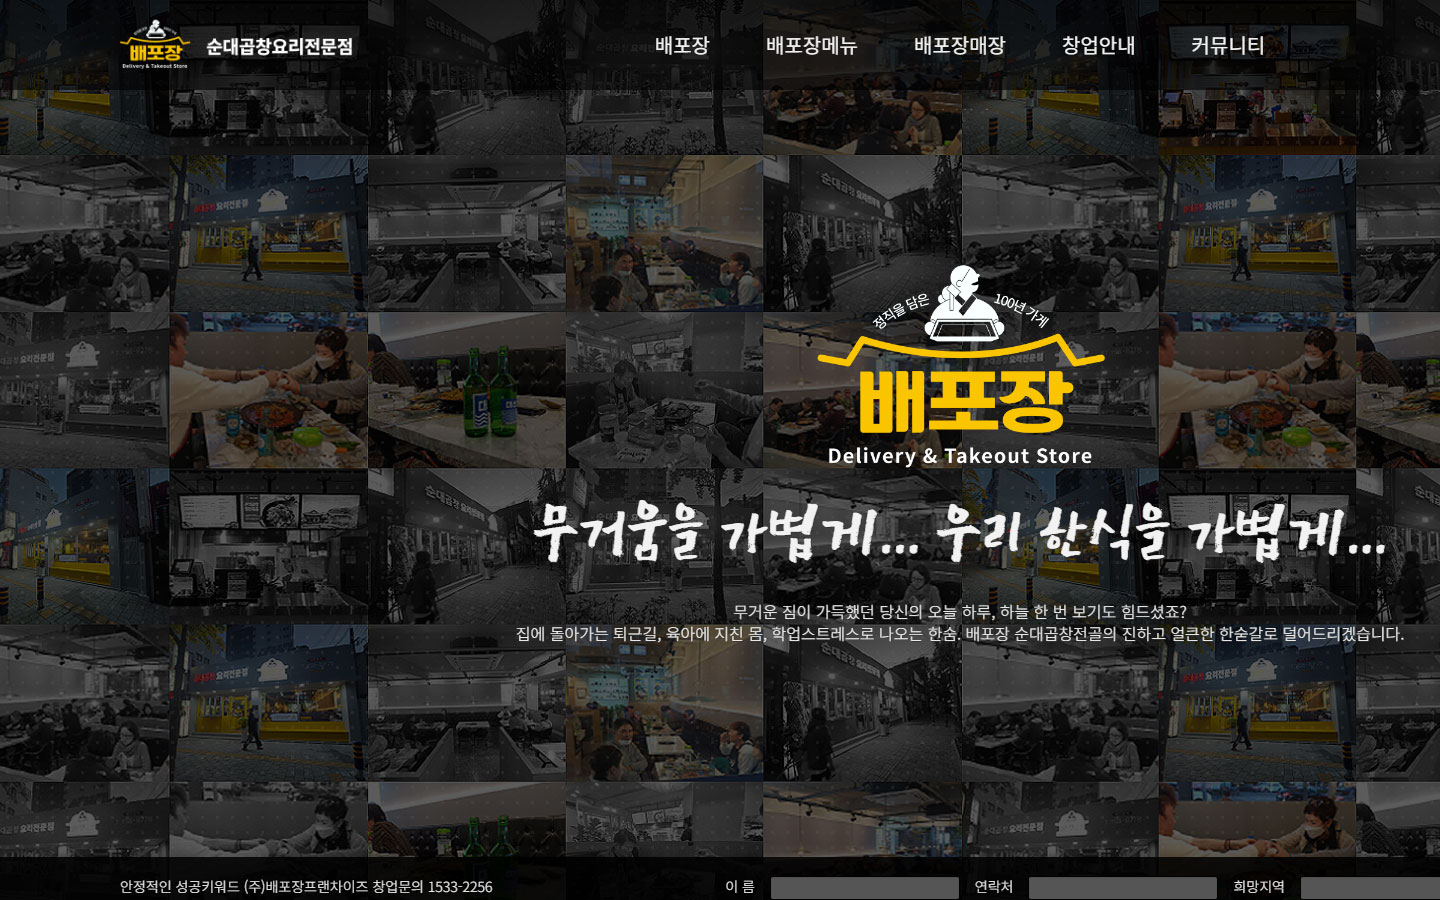 배포장
Delivery & Takeout Store
순대곱창요리전문점
배포장
배포장메뉴
배포장매장
창업안내
커뮤니티
정직을 담은
100년 가게
배포장
Delivery & Takeout Store
무거움을 가볍게... 우리 한식을 가볍게...
무거운 짐이 가득했던 당신의 오늘 하루, 하늘 한 번 보기도 힘드셨죠?
집에 돌아가는 퇴근길, 육아에 지친 몸, 학업스트레스로 나오는 한숨. 배포장 순대곱창전골의 진하고 얼큰한 한숟갈로 덜어드리겠습니다.
안정적인 성공키워드 (주)배포장프랜차이즈 창업문의 1533-2256
이 름
연락처
희망지역